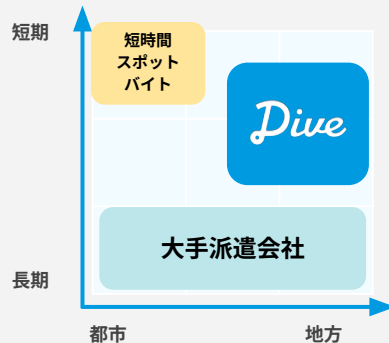 短期
短時間
スポット
バイト
Dive
大手派遣会社
長期
都市
地方